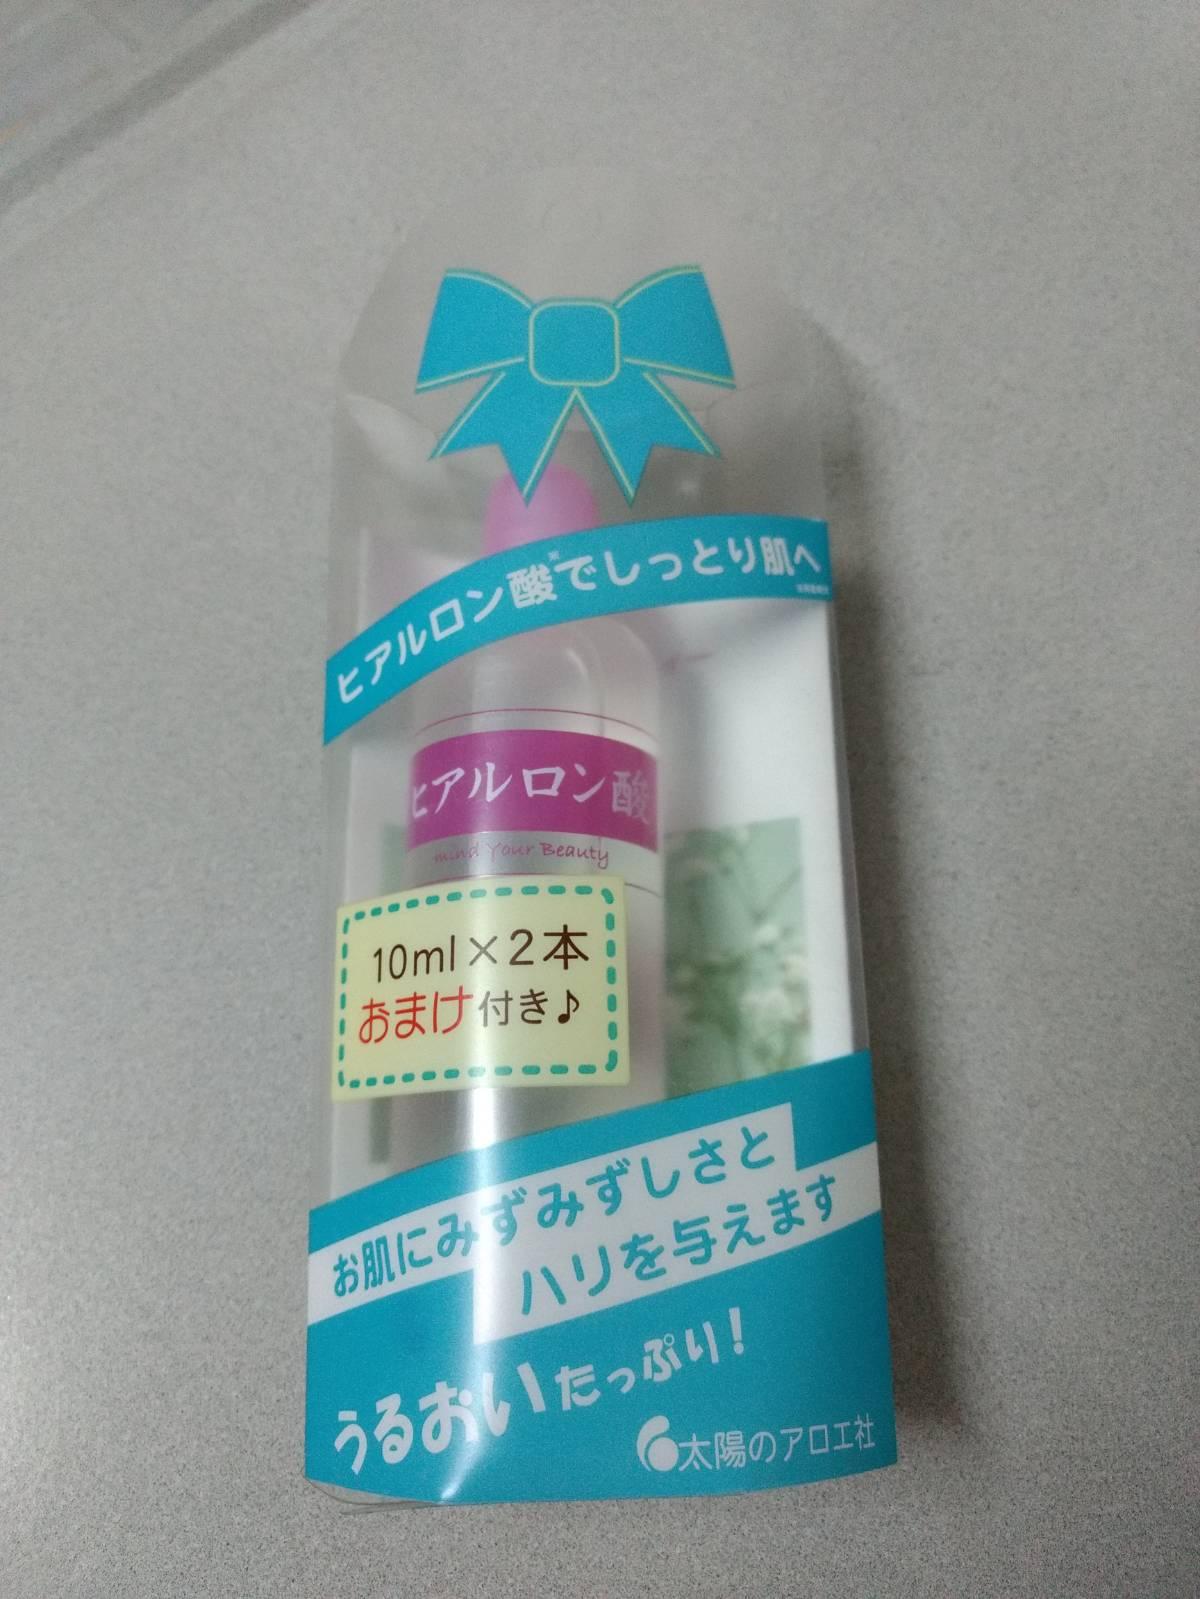 ヒアルロン酸※でしっとり肌へ
ヒアルロン酸
mind Your Beauty
10ml×2本
おまけ付き♪
お肌にみずみずしさと
ハリを与えます
うるおいたっぷり!
太陽のアロエ社